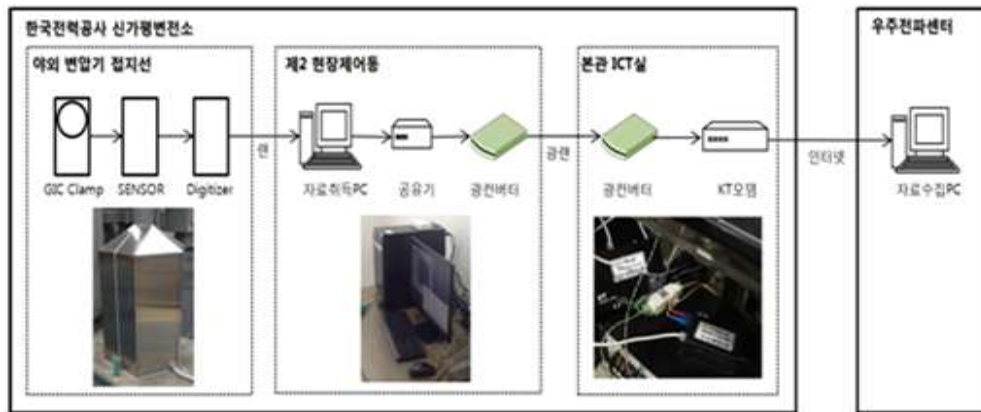 한국전력공사 신가평변전소
우주전파센터
야외 변압기 접지선
제2 현장제어동
본관 ICT실
GIC Clamp
SENSOR
Digitizer
랜
자료취득PC
공유기
광컨버터
광랜
광컨버터
KT모뎀
인터넷
자료수집PC